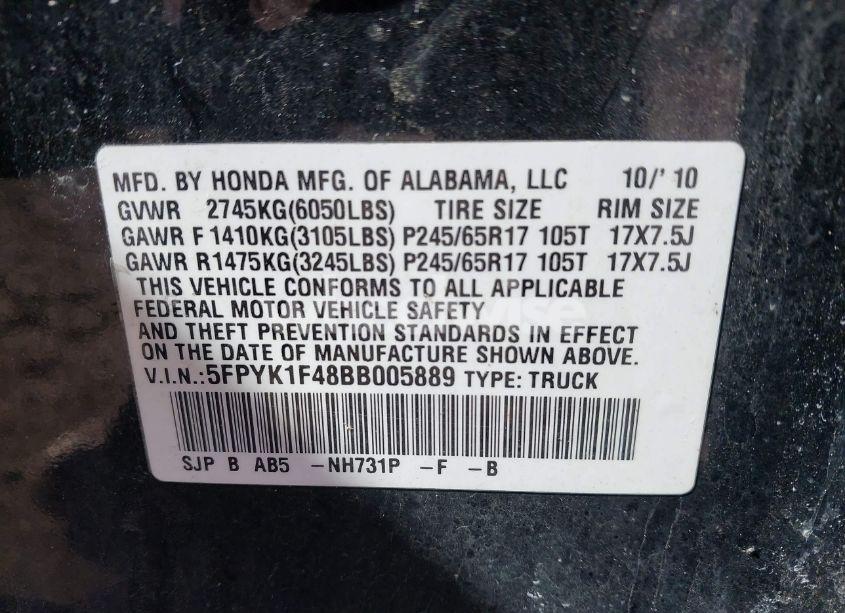 MFD. BY HONDA MFG. OF ALABAMA, LLC 10/' 10
GVWR 2745KG(6050LBS) TIRE SIZE RIM SIZE
GAWR F1410KG(3105LBS) P245/65R17 105T 17X7.5J
GAWR R1475KG(3245LBS) P245/65R17 105T 17X7.5J
THIS VEHICLE CONFORMS TO ALL APPLICABLE
FEDERAL MOTOR VEHICLE SAFETY
AND THEFT PREVENTION STANDARDS IN EFFECT
ON THE DATE OF MANUFACTURE SHOWN ABOVE.
V.I.N.:5FPYK1F48BB005889 TYPE: TRUCK
SJP B AB5 -NH731P -F -B